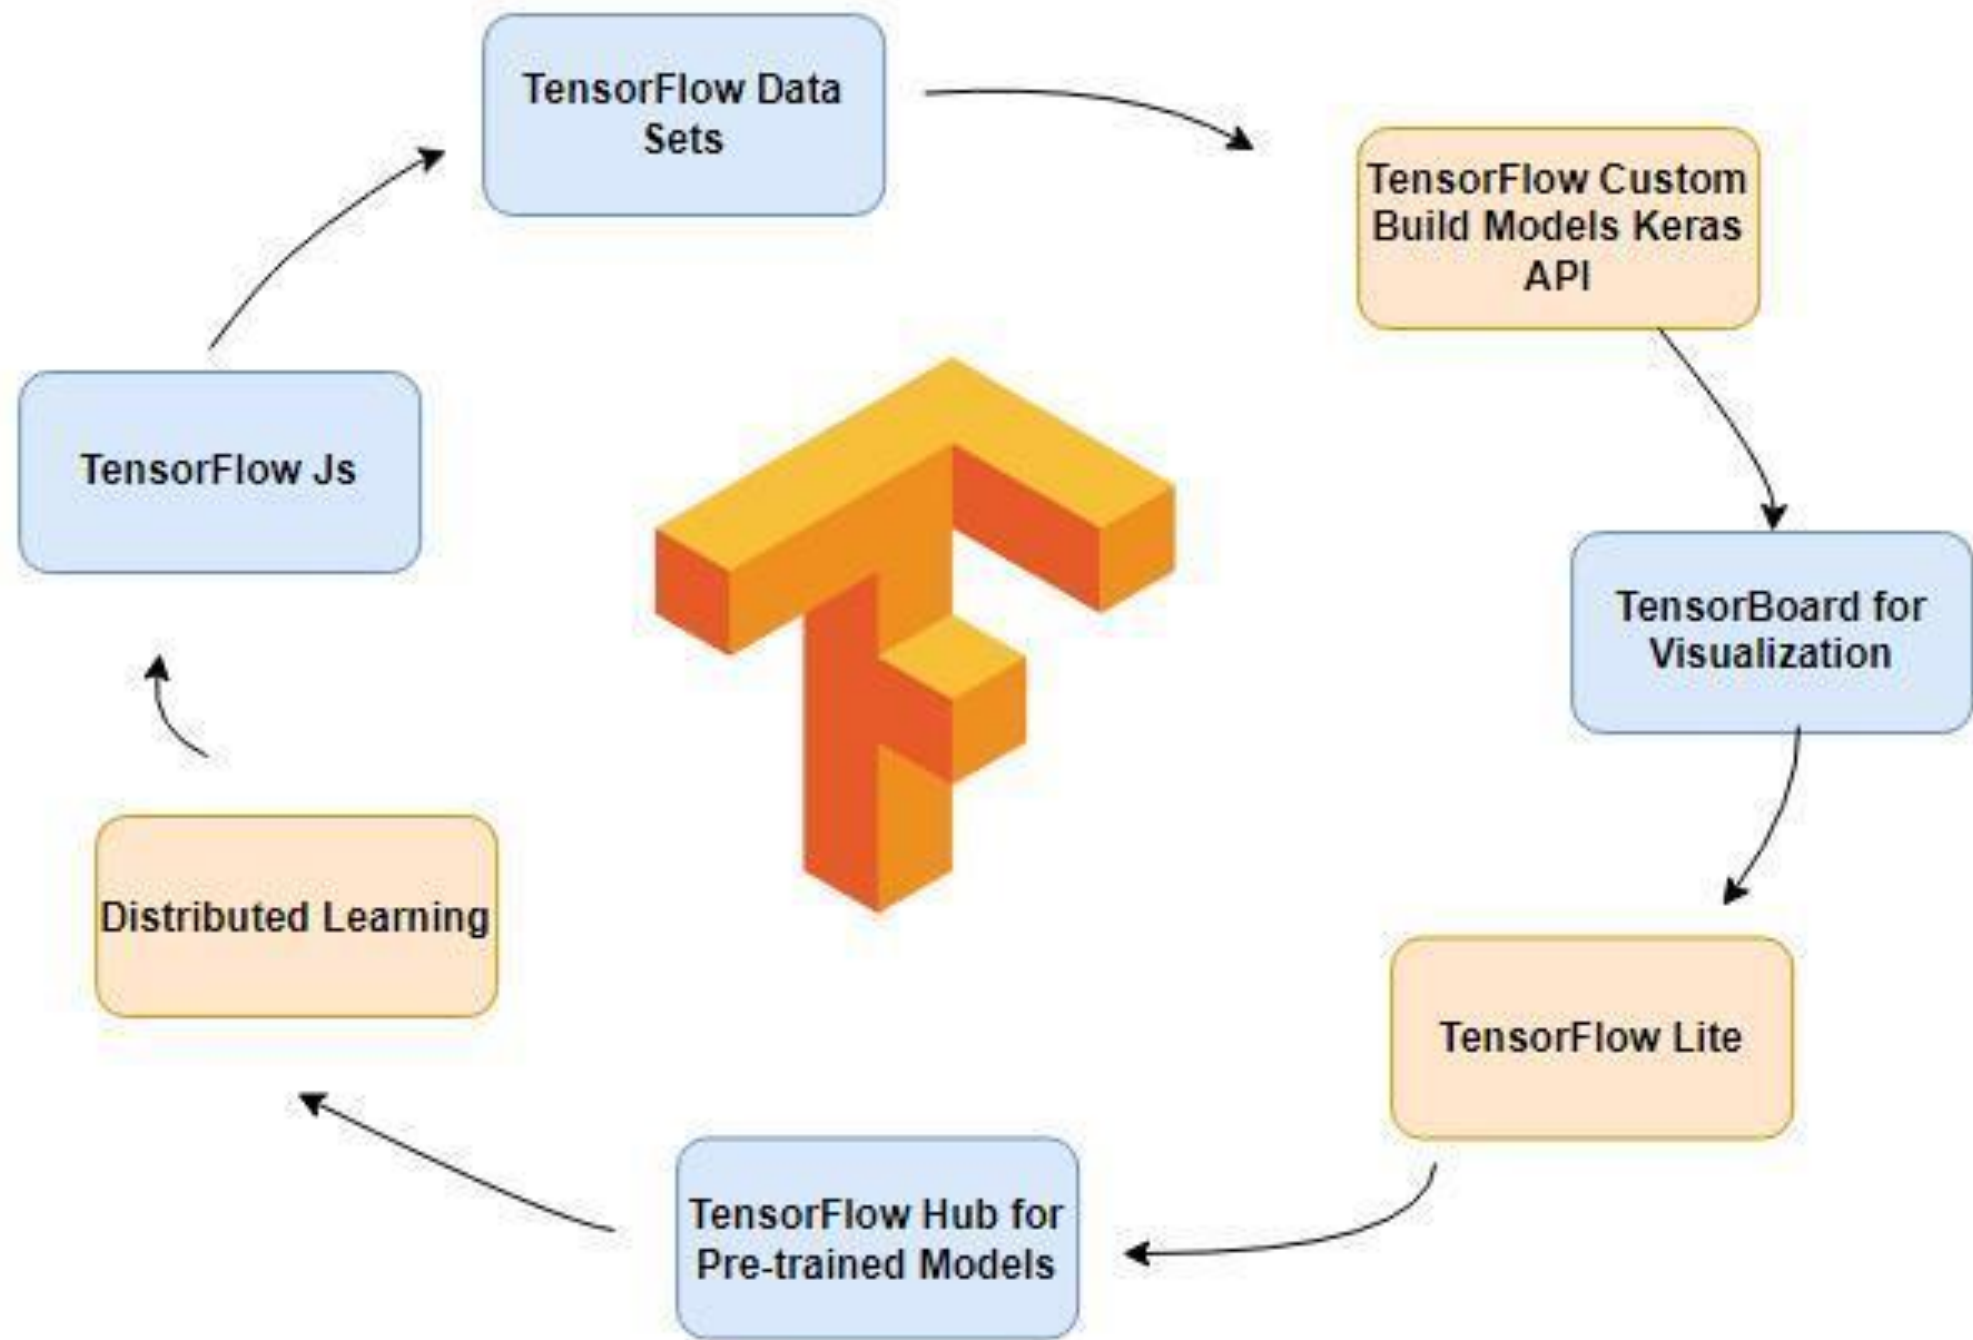 TensorFlow Data
Sets
TensorFlow Custom
Build Models Keras
API
TensorBoard for
Visualization
TensorFlow Lite
TensorFlow Hub for
Pre-trained Models
Distributed Learning
TensorFlow Js